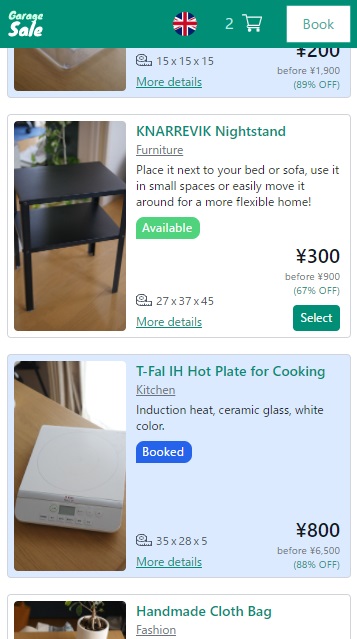 Garage
Sale
2
Book
¥200
15 x 15 x 15
before ¥1,900
More details
(89% OFF)
KNARREVIK Nightstand
Furniture
Place it next to your bed or sofa, use it
in small spaces or easily move it
around for a more flexible home!
Available
¥300
before ¥900
27 x 37 x 45
(67% OFF)
More details
Select
T-Fal IH Hot Plate for Cooking
Kitchen
Induction heat, ceramic glass, white
color.
Booked
¥800
35 x 28 x 5
before ¥6,500
More details
(88% OFF)
Handmade Cloth Bag
Fashion